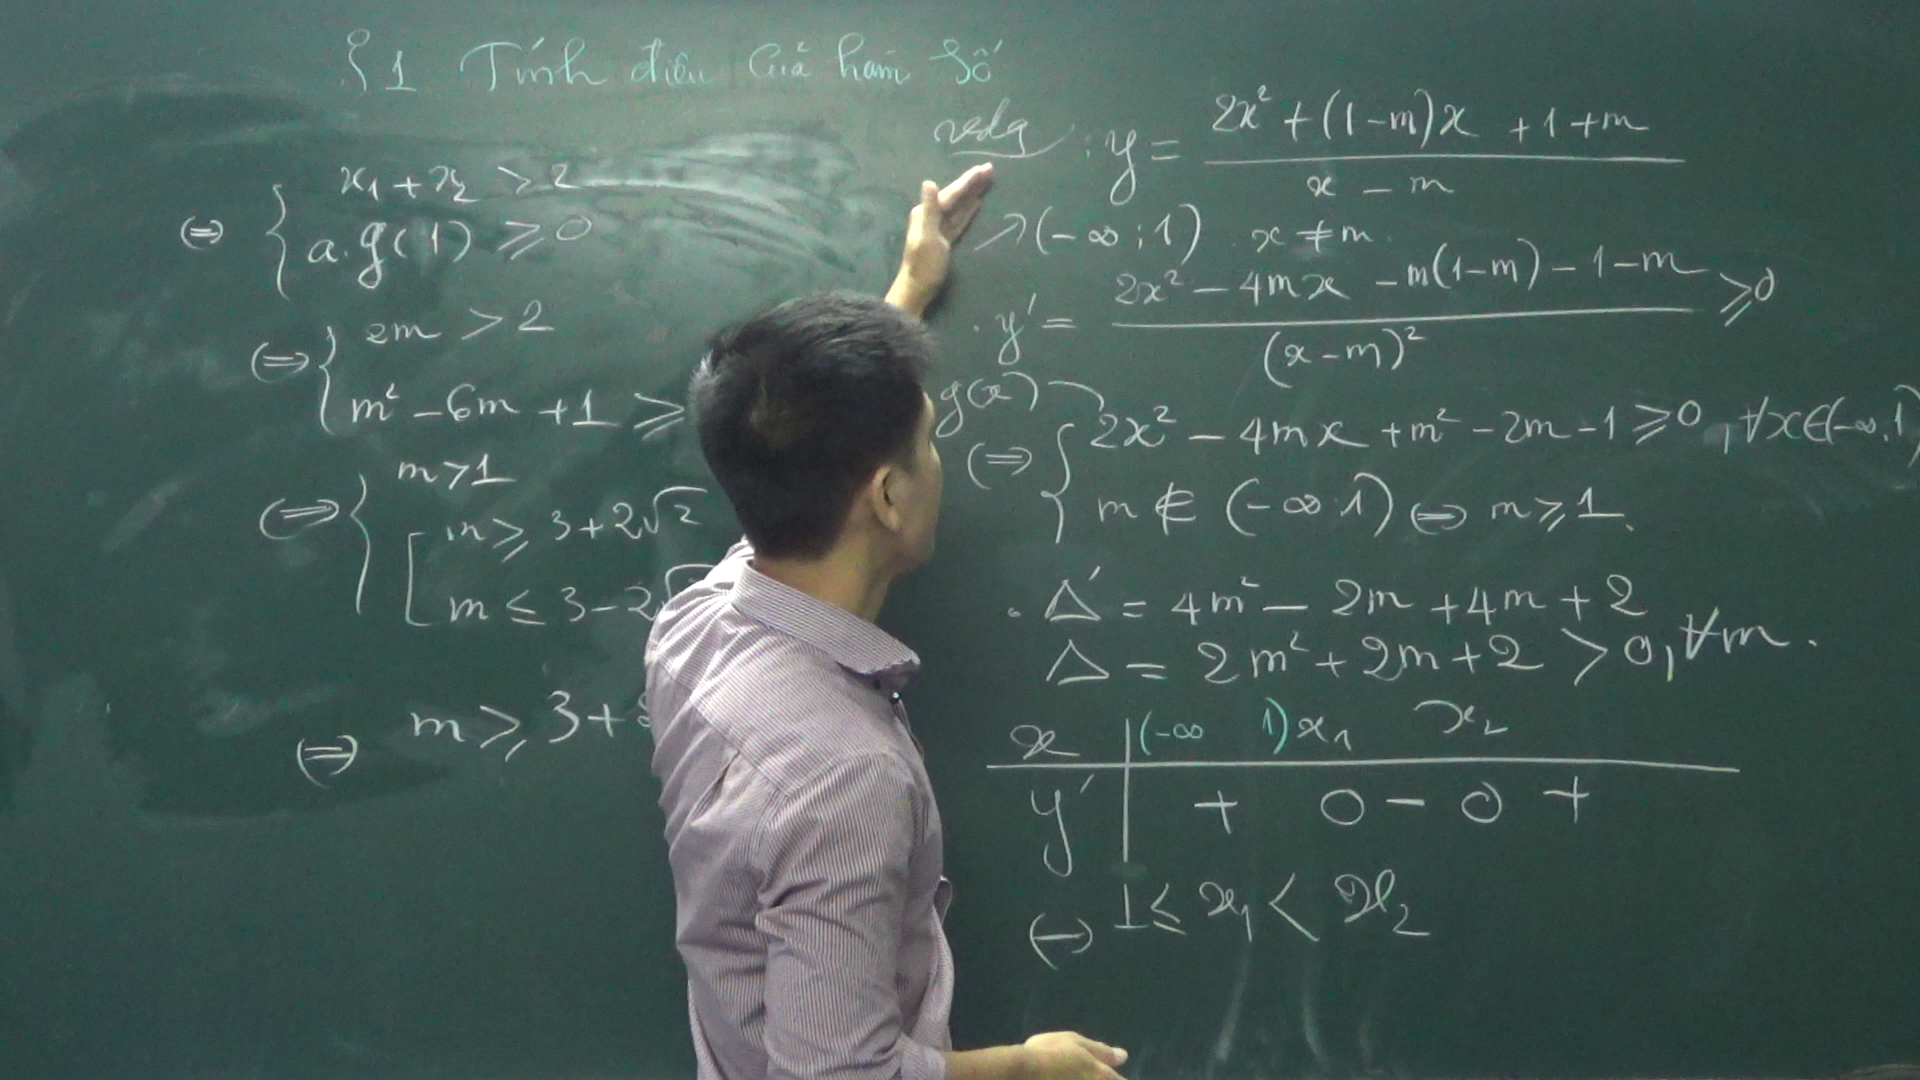 §1 Tính điệu của hàm số
: y = (2x² + (1-m)x + 1 + m) / (x - m)
↗(-∞; 1) . x ≠ m.
. y' = (2x² - 4mx - m(1-m) - 1 - m) / (x-m)² ≥ 0
g(x)
⇔ { 2x² - 4mx + m² - 2m - 1 ≥ 0, ∀x∈(-∞,1)
m ∉ (-∞;1) ⇔ m ≥ 1.
. Δ' = 4m² - 2m + 4m + 2
Δ = 2m² + 2m + 2 > 0, ∀m.
x | (-∞ 1) x₁ x₂
y' | + 0 - 0 +
⇔ 1 ≤ x₁ < x₂
⇔ { x₁ + x₂ > 2
a.g(1) ≥ 0
⇔ { 2m > 2
m² - 6m + 1 ≥
⇔ { m > 1
[ m ≥ 3 + 2√2
m ≤ 3 - 2√
⇔ m ≥ 3 +